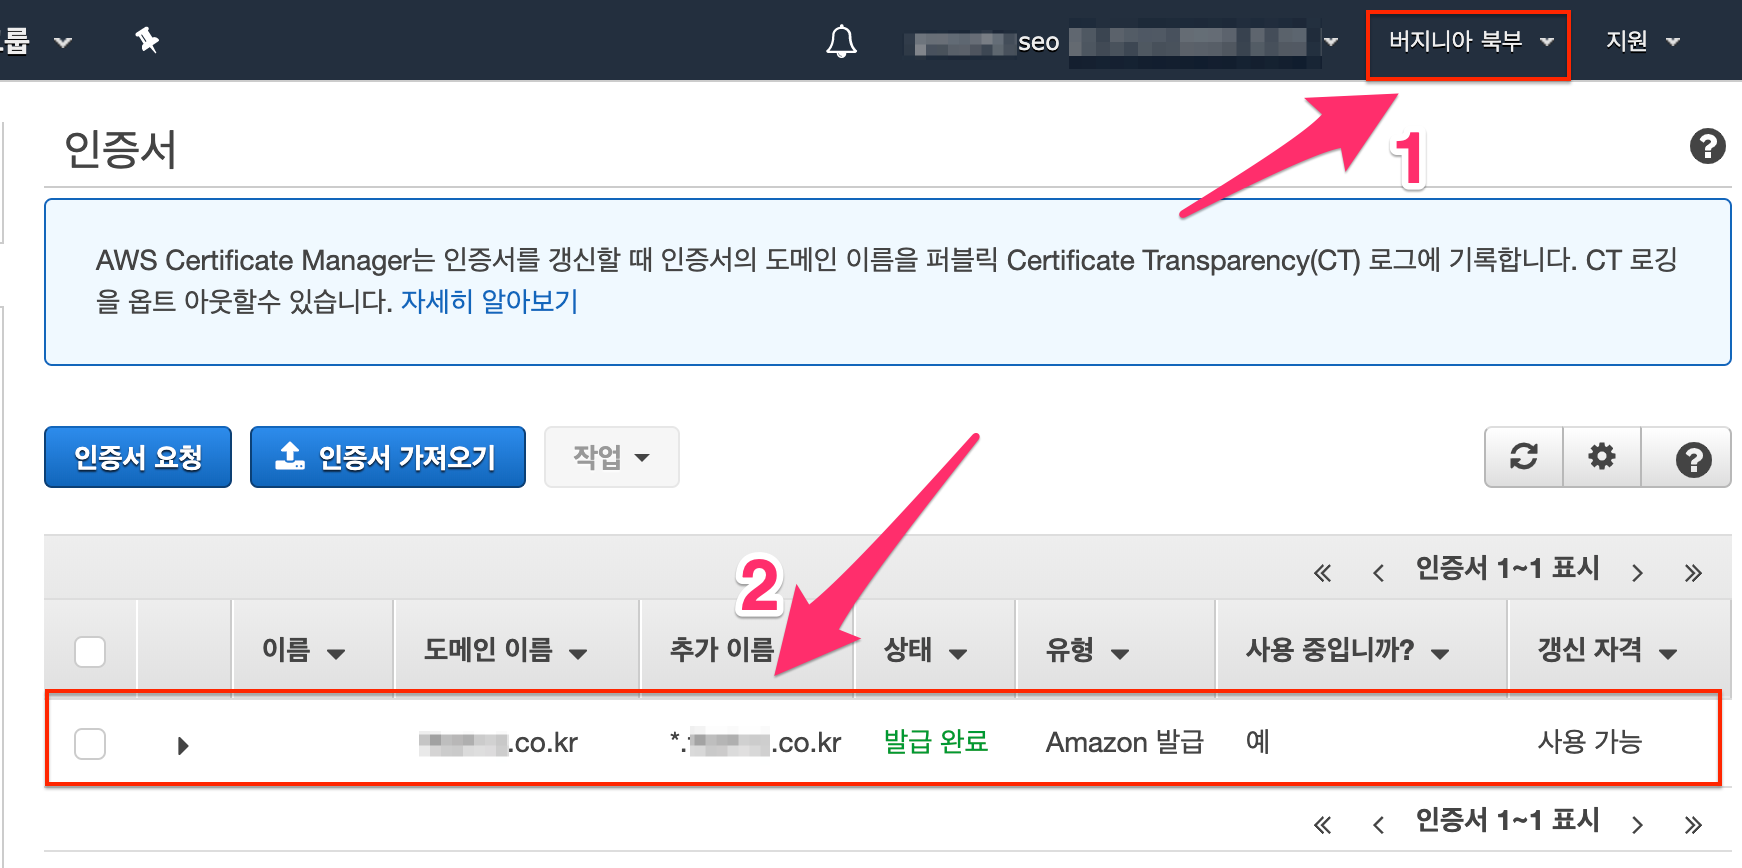 seo
버지니아 북부
지원
1
인증서
AWS Certificate Manager는 인증서를 갱신할 때 인증서의 도메인 이름을 퍼블릭 Certificate Transparency(CT) 로그에 기록합니다. CT 로깅
을 옵트 아웃할수 있습니다. 자세히 알아보기
인증서 요청
인증서 가져오기
작업
2
« ‹ 인증서 1~1 표시 › »
이름
도메인 이름
추가 이름
상태
유형
사용 중입니까?
갱신 자격
.co.kr
*. .co.kr
발급 완료
Amazon 발급
예
사용 가능
« ‹ 인증서 1~1 표시 › »